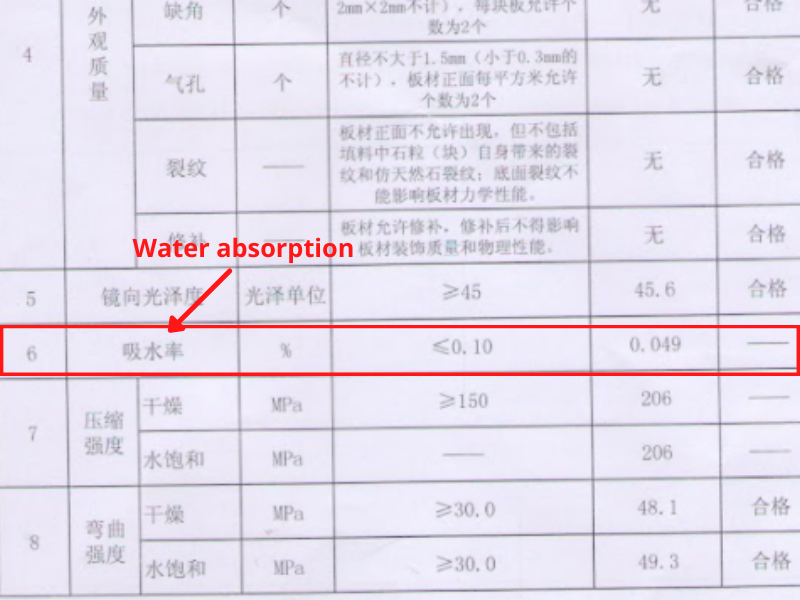 缺角 个 2mm×2mm不计），每块板允许个 无 合格
数为2个
4 外观质量
气孔 个 直径不大于1.5mm（小于0.3mm的 无 合格
不计），板材正面每平方米允许
个数为2个
裂纹 —— 板材正面不允许出现，但不包括 无 合格
填料中石粒（块）自身带来的裂
纹和仿天然石裂纹；底面裂纹不
能影响板材力学性能。
修补 —— 板材允许修补，修补后不得影响 无 合格
板材装饰质量和物理性能。
Water absorption
5 镜向光泽度 光泽单位 ≥45 45.6 合格
6 吸水率 % ≤0.10 0.049 ——
7 压缩强度 干燥 MPa ≥150 206 ——
水饱和 MPa —— 206 ——
8 弯曲强度 干燥 MPa ≥30.0 48.1 合格
水饱和 MPa ≥30.0 49.3 合格